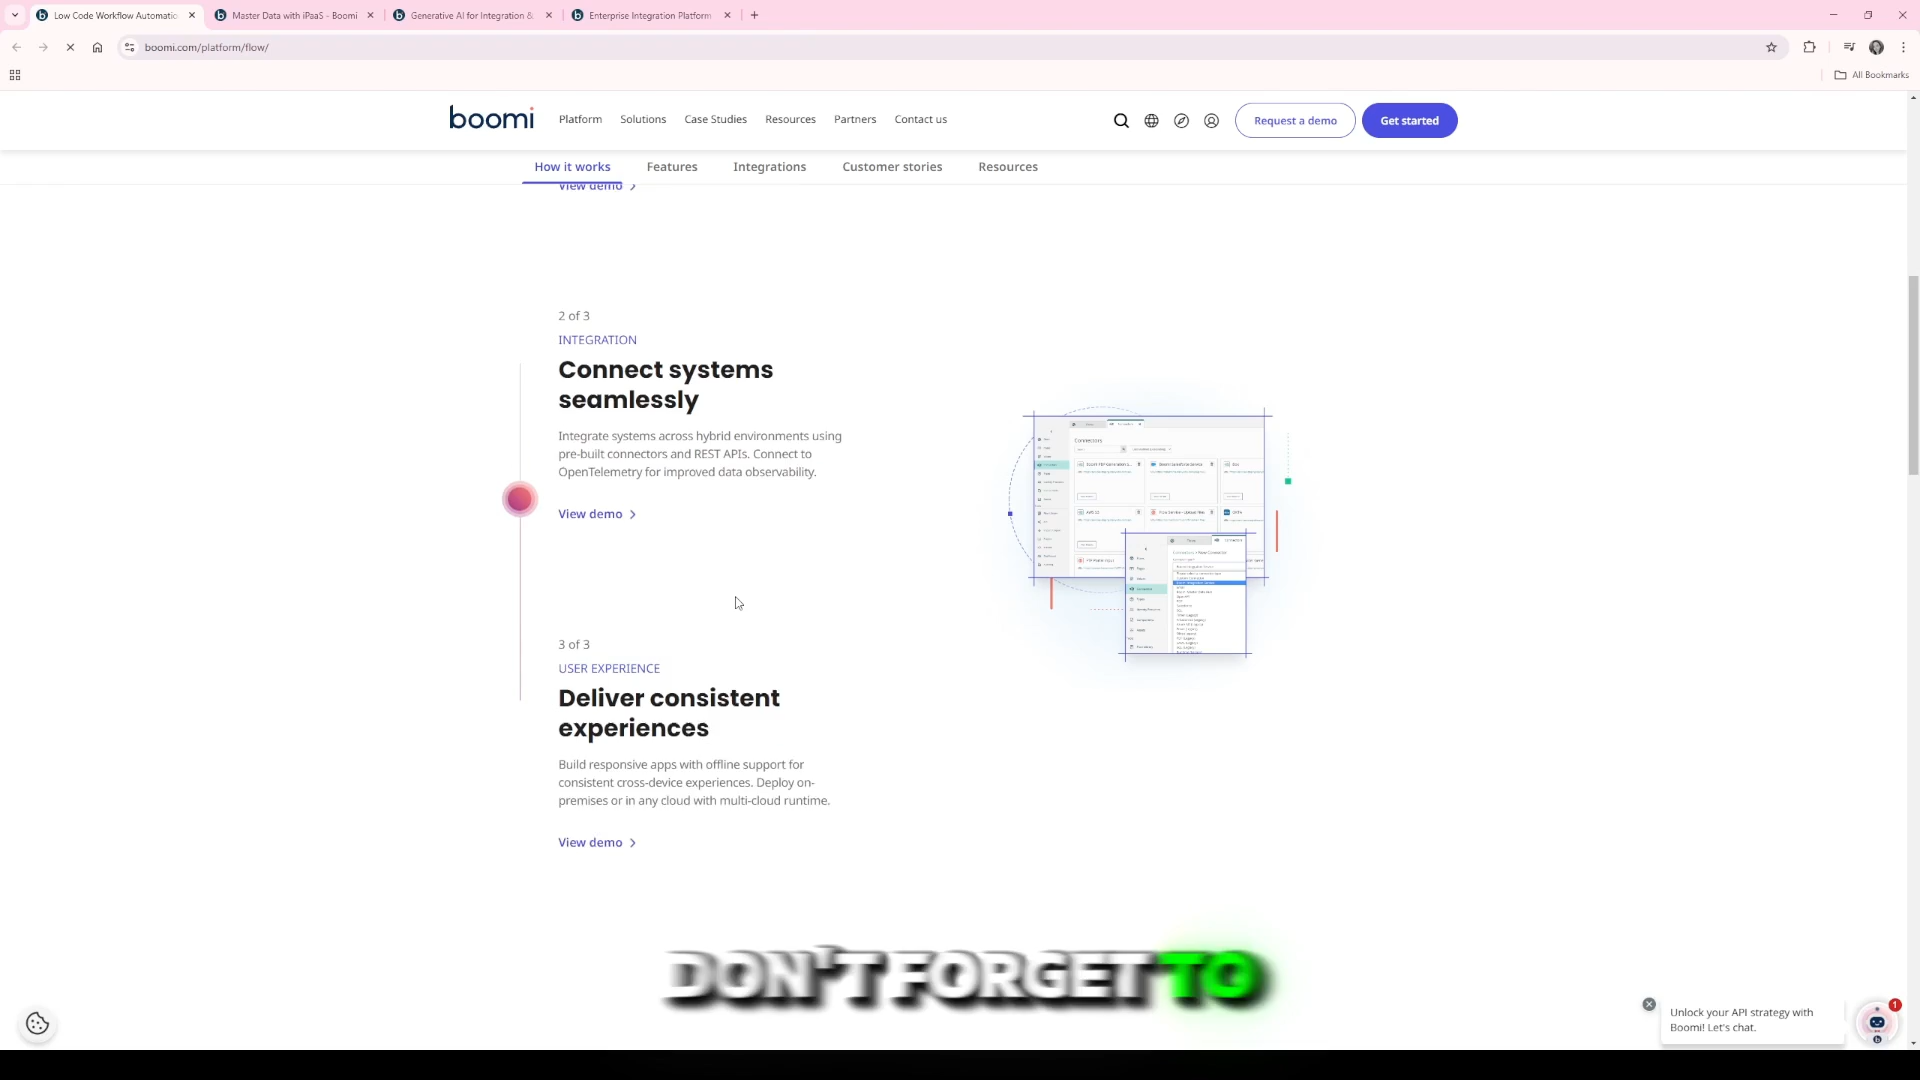 Low Code Workflow Automatio
Master Data with iPaaS - Boomi
Generative AI for Integration &
Enterprise Integration Platform
boomi.com/platform/flow/
All Bookmarks
boomi
Platform
Solutions
Case Studies
Resources
Partners
Contact us
Request a demo
Get started
How it works
Features
Integrations
Customer stories
Resources
View demo
2 of 3
INTEGRATION
Connect systems
seamlessly
Integrate systems across hybrid environments using
pre-built connectors and REST APIs. Connect to
OpenTelemetry for improved data observability.
View demo
Connectors
3 of 3
USER EXPERIENCE
Deliver consistent
experiences
Build responsive apps with offline support for
consistent cross-device experiences. Deploy on-
premises or in any cloud with multi-cloud runtime.
View demo
DON'T FORGET TO
Unlock your API strategy with
Boomi! Let's chat.
1